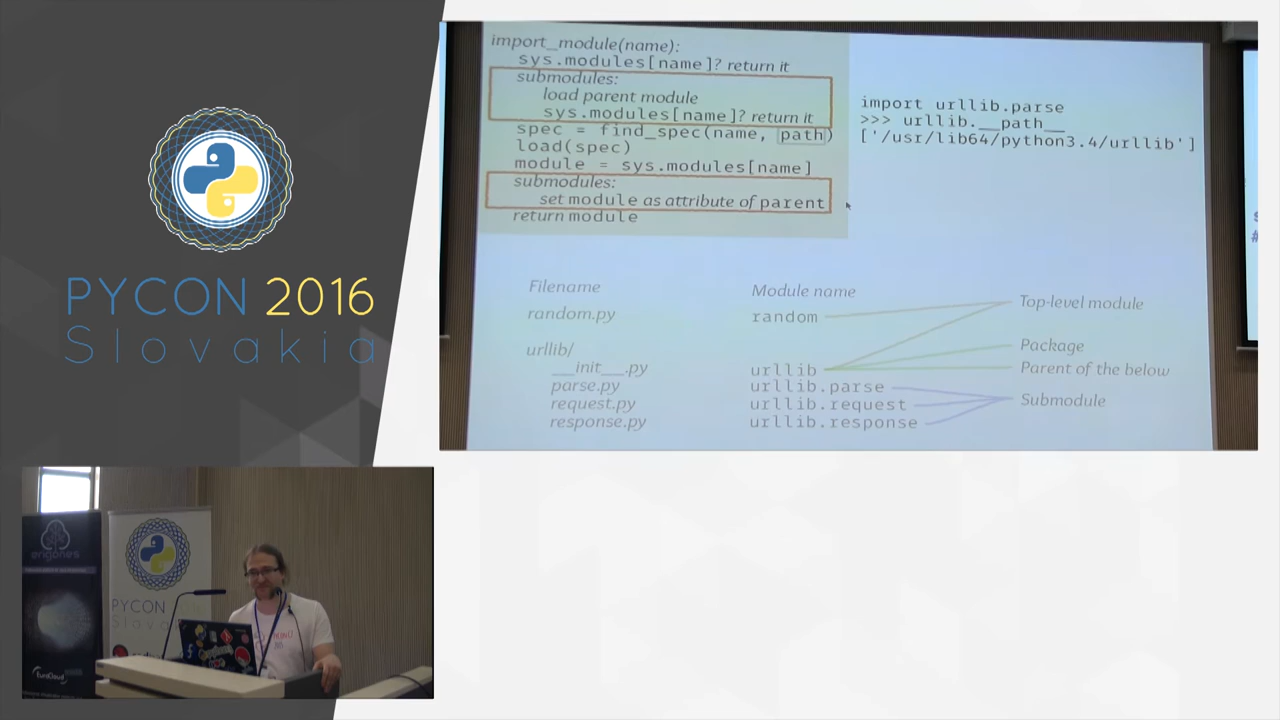 PYCON 2016
Slovakia
import_module(name):
sys.modules[name]? return it
submodules:
load parent module
sys.modules[name]? return it
spec = find_spec(name, path)
load(spec)
module = sys.modules[name]
submodules:
set module as attribute of parent
return module
import urllib.parse
>>> urllib.__path__
['/usr/lib64/python3.4/urllib']
Filename
random.py
urllib/
__init__.py
parse.py
request.py
response.py
Module name
random
urllib
urllib.parse
urllib.request
urllib.response
Top-level module
Package
Parent of the below
Submodule
erigones
PYCON
Slova
EuroCloud